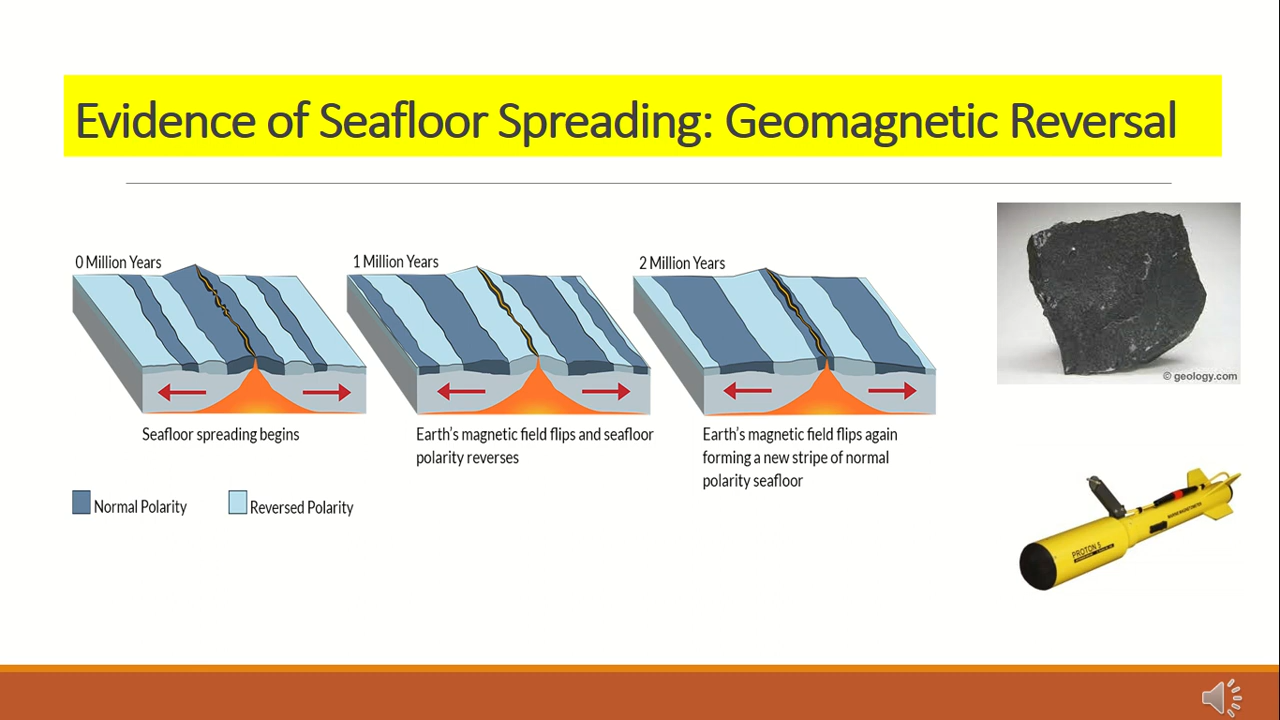 Evidence of Seafloor Spreading: Geomagnetic Reversal
0 Million Years
1 Million Years
2 Million Years
Seafloor spreading begins
Earth's magnetic field flips and seafloor
polarity reverses
Earth's magnetic field flips again
forming a new stripe of normal
polarity seafloor
Normal Polarity
Reversed Polarity
© geology.com
PROTON 5
MARINE MAGNETOMETER